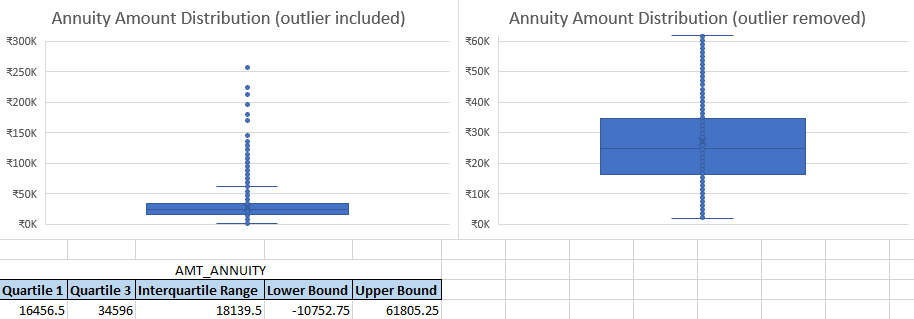 Annuity Amount Distribution (outlier included)
₹300K
₹250K
₹200K
₹150K
₹100K
₹50K
₹0K
Annuity Amount Distribution (outlier removed)
₹60K
₹50K
₹40K
₹30K
₹20K
₹10K
₹0K
AMT_ANNUITY
Quartile 1 Quartile 3 Interquartile Range Lower Bound Upper Bound
16456.5 34596 18139.5 -10752.75 61805.25